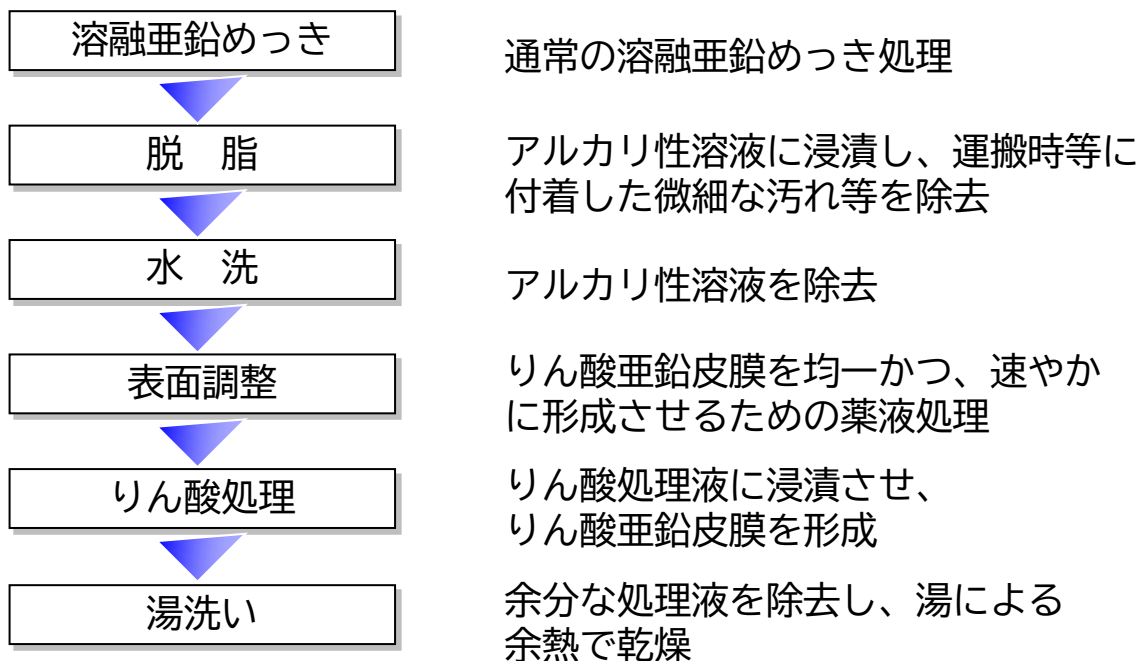 溶融亜鉛めっき
通常の溶融亜鉛めっき処理
脱　脂
アルカリ性溶液に浸漬し、運搬時等に
付着した微細な汚れ等を除去
水　洗
アルカリ性溶液を除去
表面調整
りん酸亜鉛皮膜を均一かつ、速やか
に形成させるための薬液処理
りん酸処理
りん酸処理液に浸漬させ、
りん酸亜鉛皮膜を形成
湯洗い
余分な処理液を除去し、湯による
余熱で乾燥